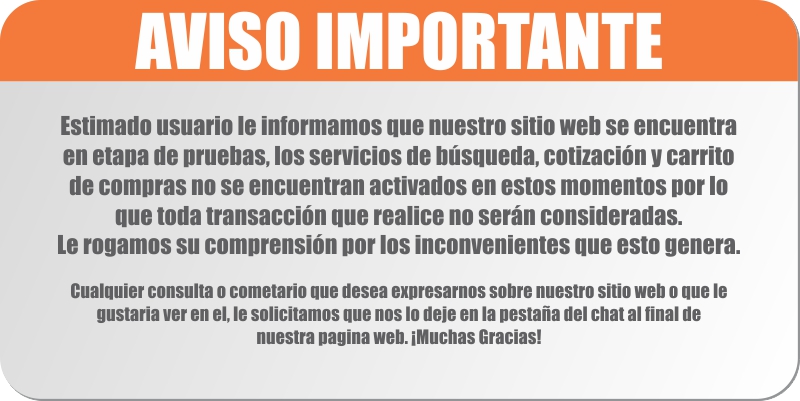 AVISO IMPORTANTE
Estimado usuario le informamos que nuestro sitio web se encuentra
en etapa de pruebas, los servicios de búsqueda, cotización y carrito
de compras no se encuentran activados en estos momentos por lo
que toda transacción que realice no serán consideradas.
Le rogamos su comprensión por los inconvenientes que esto genera.
Cualquier consulta o cometario que desea expresarnos sobre nuestro sitio web o que le
gustaria ver en el, le solicitamos que nos lo deje en la pestaña del chat al final de
nuestra pagina web. ¡Muchas Gracias!